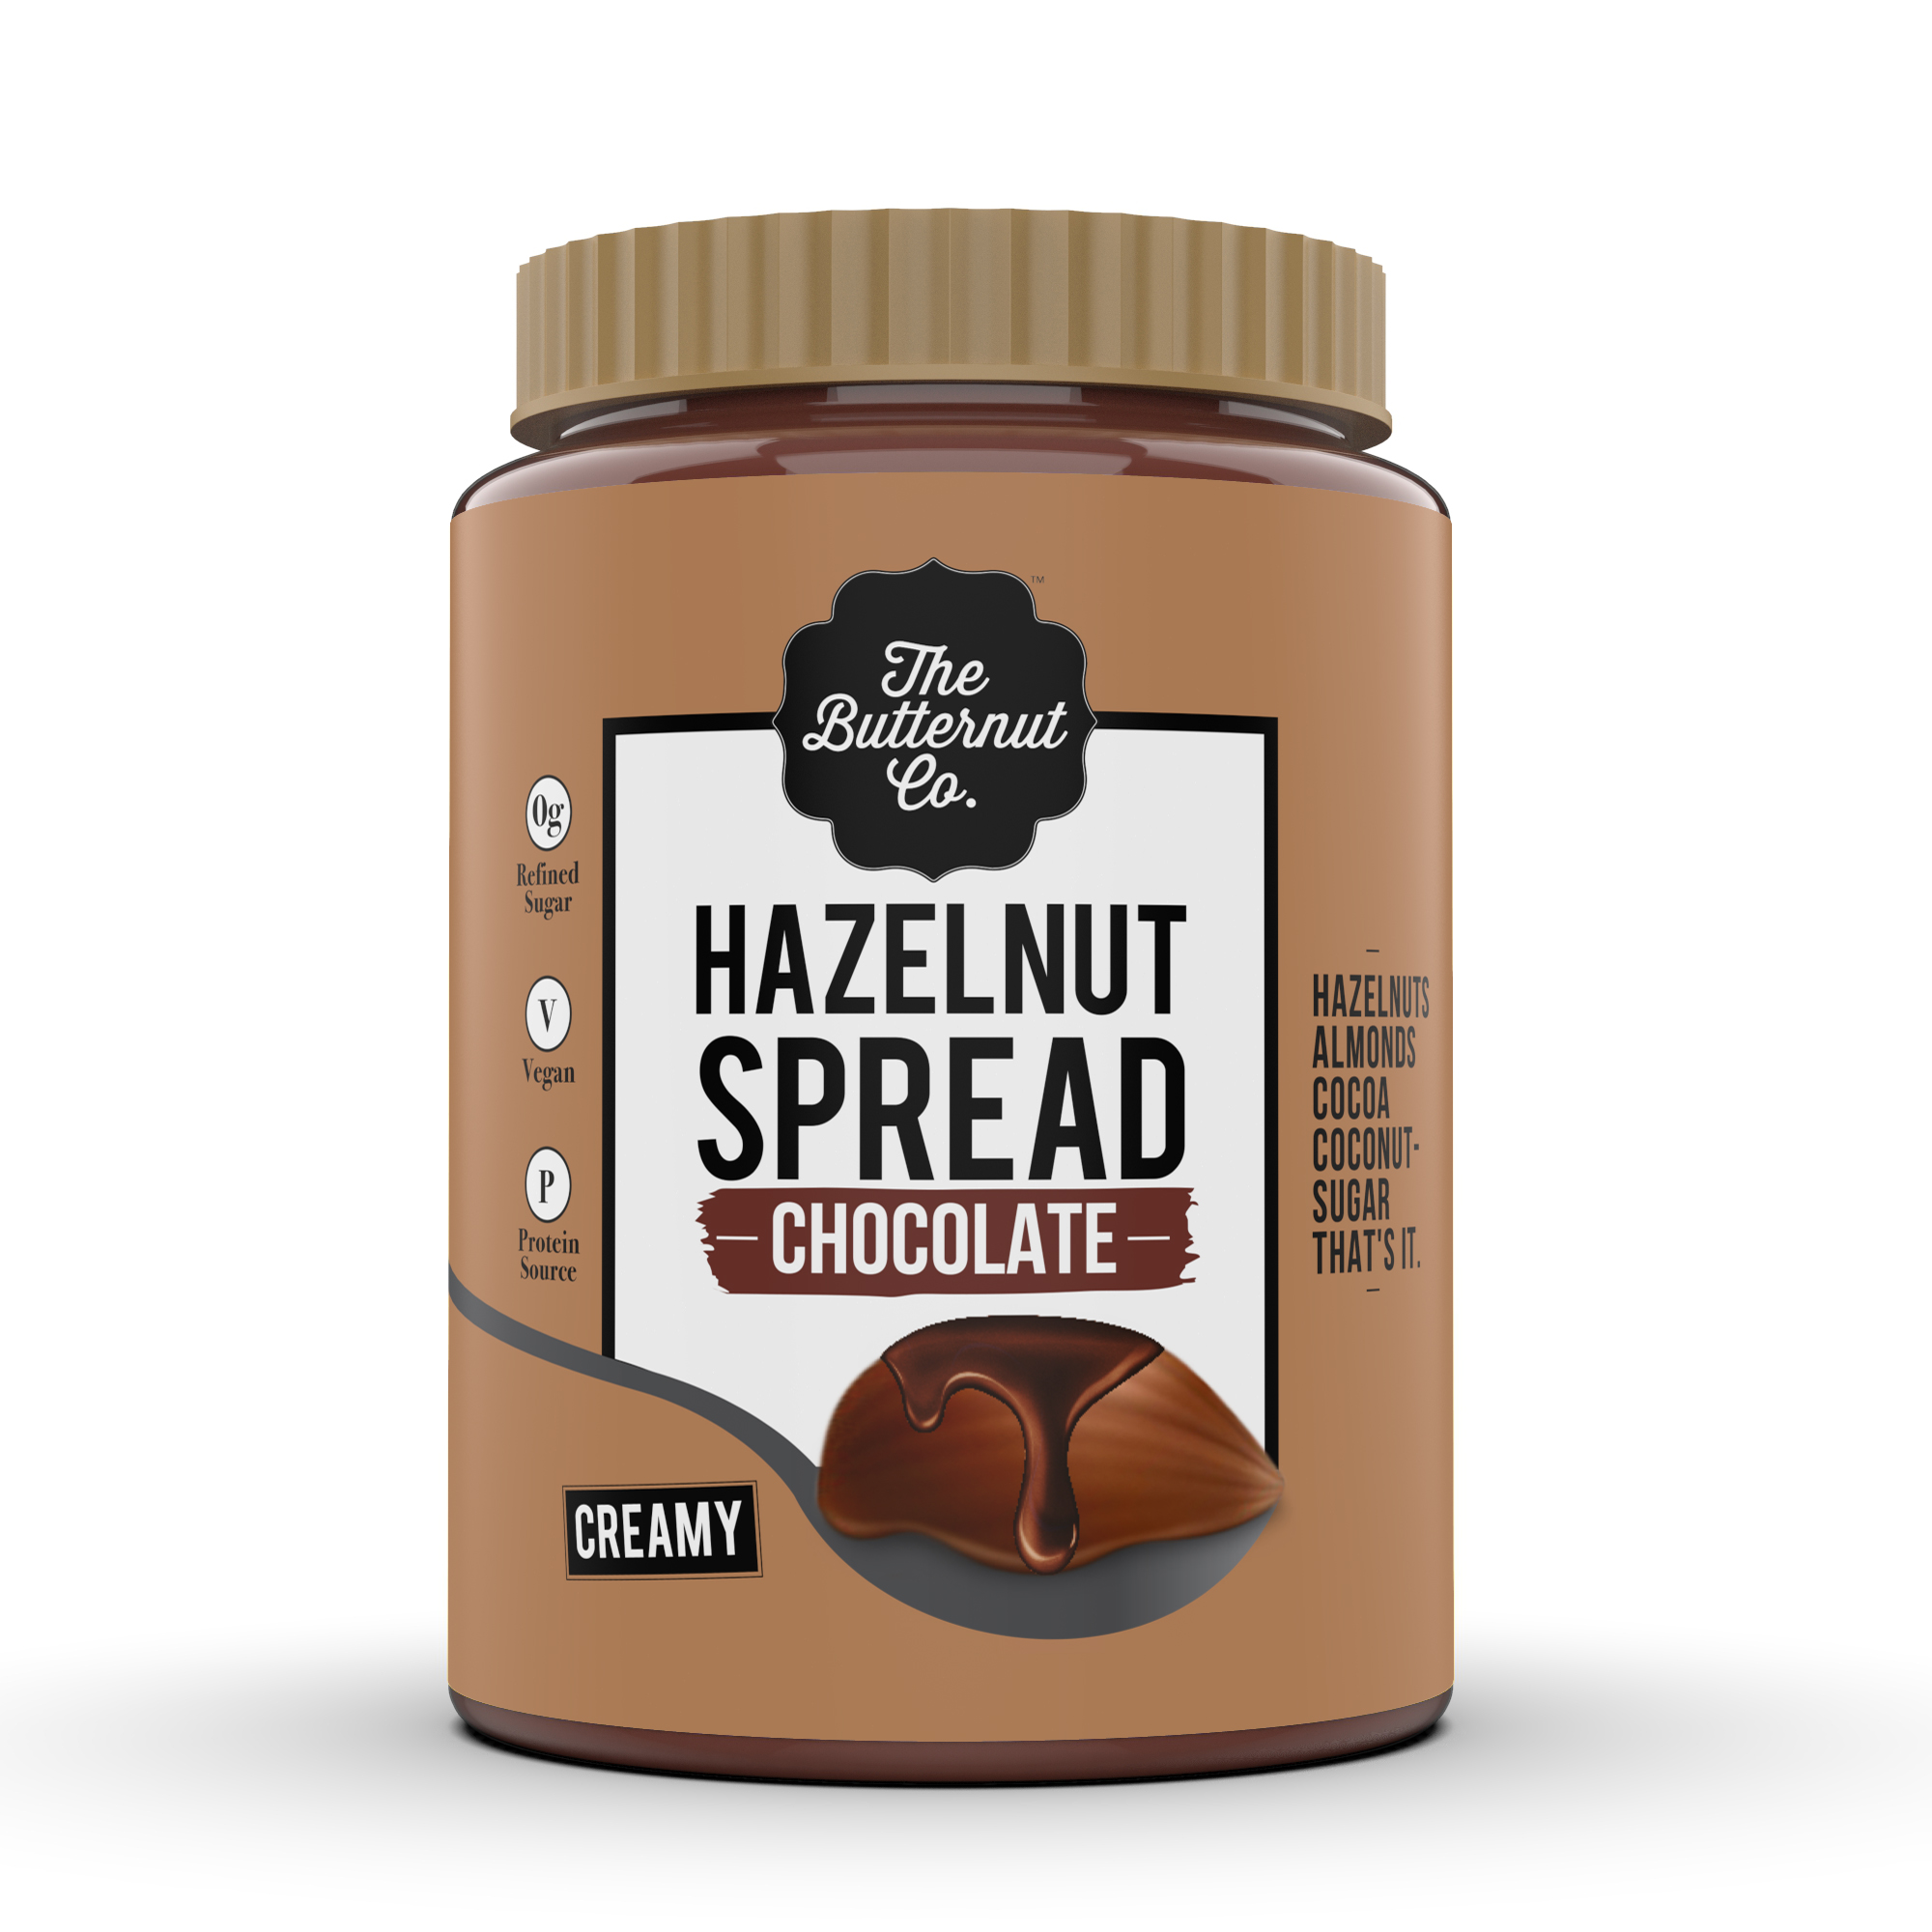 The
Butternut
Co.
TM
HAZELNUT
SPREAD
CHOCOLATE
0g
Refined
Sugar
V
Vegan
P
Protein
Source
HAZELNUTS
ALMONDS
COCOA
COCONUT-
SUGAR
THAT'S IT.
CREAMY